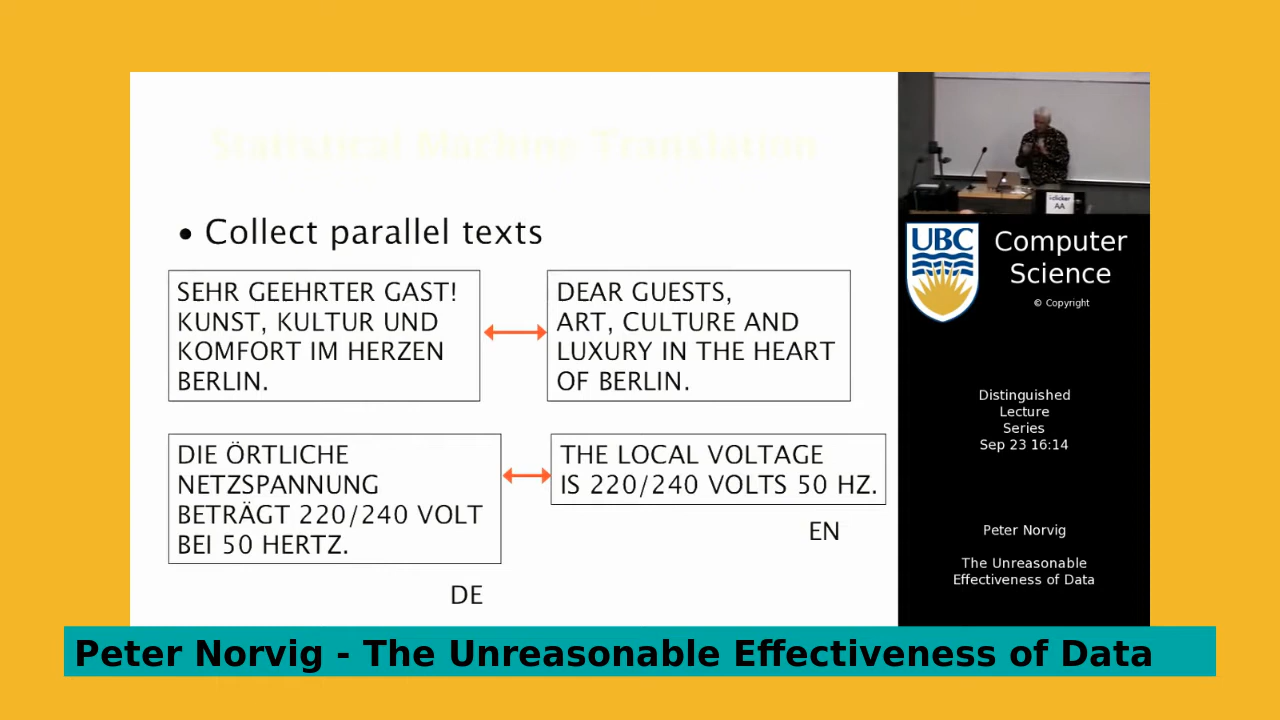 Statistical Machine Translation
• Collect parallel texts
SEHR GEEHRTER GAST!
KUNST, KULTUR UND
KOMFORT IM HERZEN
BERLIN.
DEAR GUESTS,
ART, CULTURE AND
LUXURY IN THE HEART
OF BERLIN.
DIE ÖRTLICHE
NETZSPANNUNG
BETRÄGT 220/240 VOLT
BEI 50 HERTZ.
DE
THE LOCAL VOLTAGE
IS 220/240 VOLTS 50 HZ.
EN
i-clicker
AA
UBC
Computer
Science
© Copyright
Distinguished
Lecture
Series
Sep 23 16:14
Peter Norvig
The Unreasonable
Effectiveness of Data
Peter Norvig - The Unreasonable Effectiveness of Data